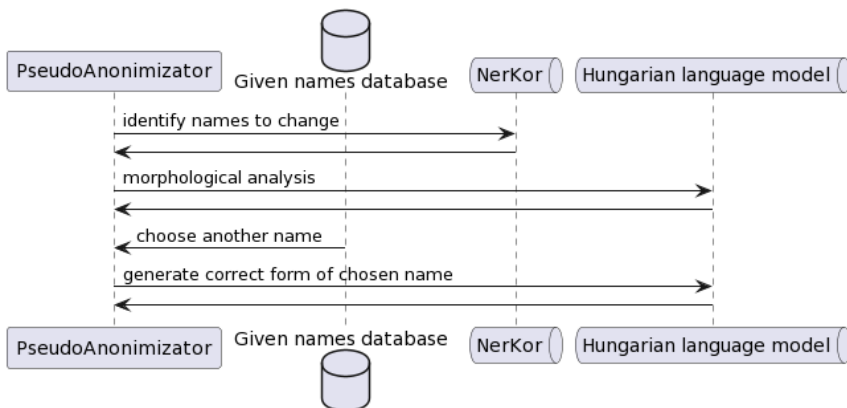 PseudoAnonimizator
Given names database
NerKor
Hungarian language model
identify names to change
morphological analysis
choose another name
generate correct form of chosen name
PseudoAnonimizator
Given names database
NerKor
Hungarian language model